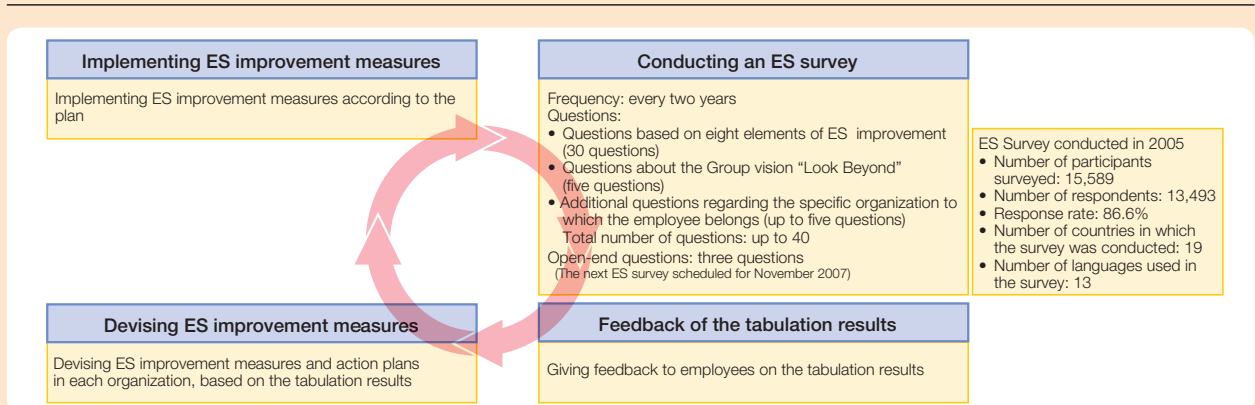 Implementing ES improvement measures
Implementing ES improvement measures according to the
plan
Conducting an ES survey
Frequency: every two years
Questions:
• Questions based on eight elements of ES improvement
(30 questions)
• Questions about the Group vision “Look Beyond”
(five questions)
• Additional questions regarding the specific organization to
which the employee belongs (up to five questions)
Total number of questions: up to 40
Open-end questions: three questions
(The next ES survey scheduled for November 2007)
ES Survey conducted in 2005
• Number of participants
surveyed: 15,589
• Number of respondents: 13,493
• Response rate: 86.6%
• Number of countries in which
the survey was conducted: 19
• Number of languages used in
the survey: 13
Devising ES improvement measures
Devising ES improvement measures and action plans
in each organization, based on the tabulation results
Feedback of the tabulation results
Giving feedback to employees on the tabulation results